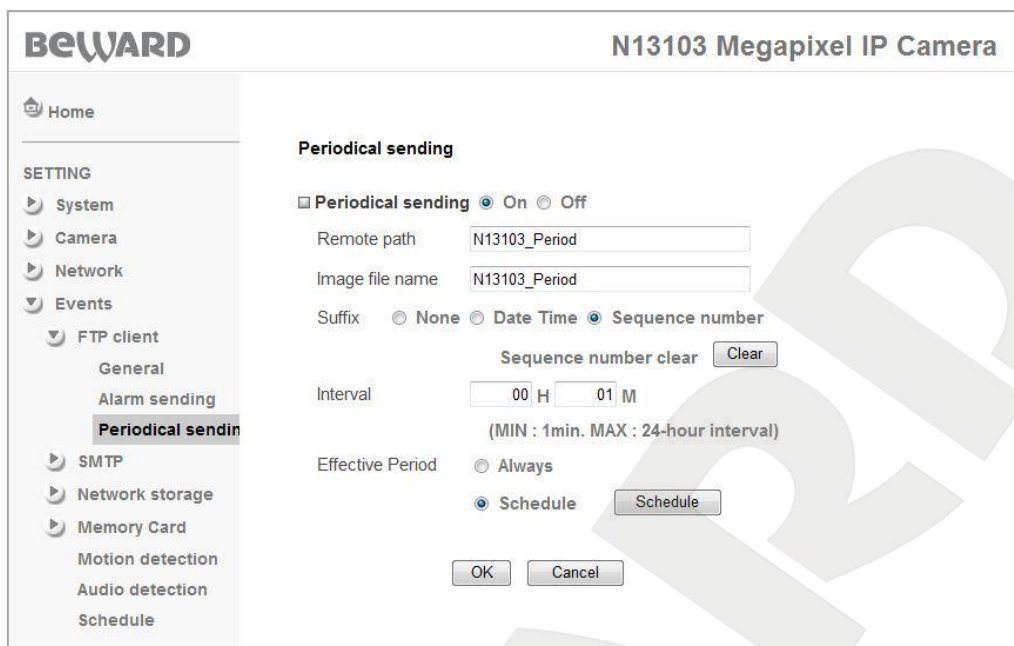 BEWARD
N13103 Megapixel IP Camera
Home
SETTING
System
Camera
Network
Events
FTP client
General
Alarm sending
Periodical sendin
SMTP
Network storage
Memory Card
Motion detection
Audio detection
Schedule
Periodical sending
Periodical sending On Off
Remote path N13103_Period
Image file name N13103_Period
Suffix None Date Time Sequence number
Sequence number clear Clear
Interval 00 H 01 M
(MIN : 1min. MAX : 24-hour interval)
Effective Period Always
Schedule Schedule
OK Cancel